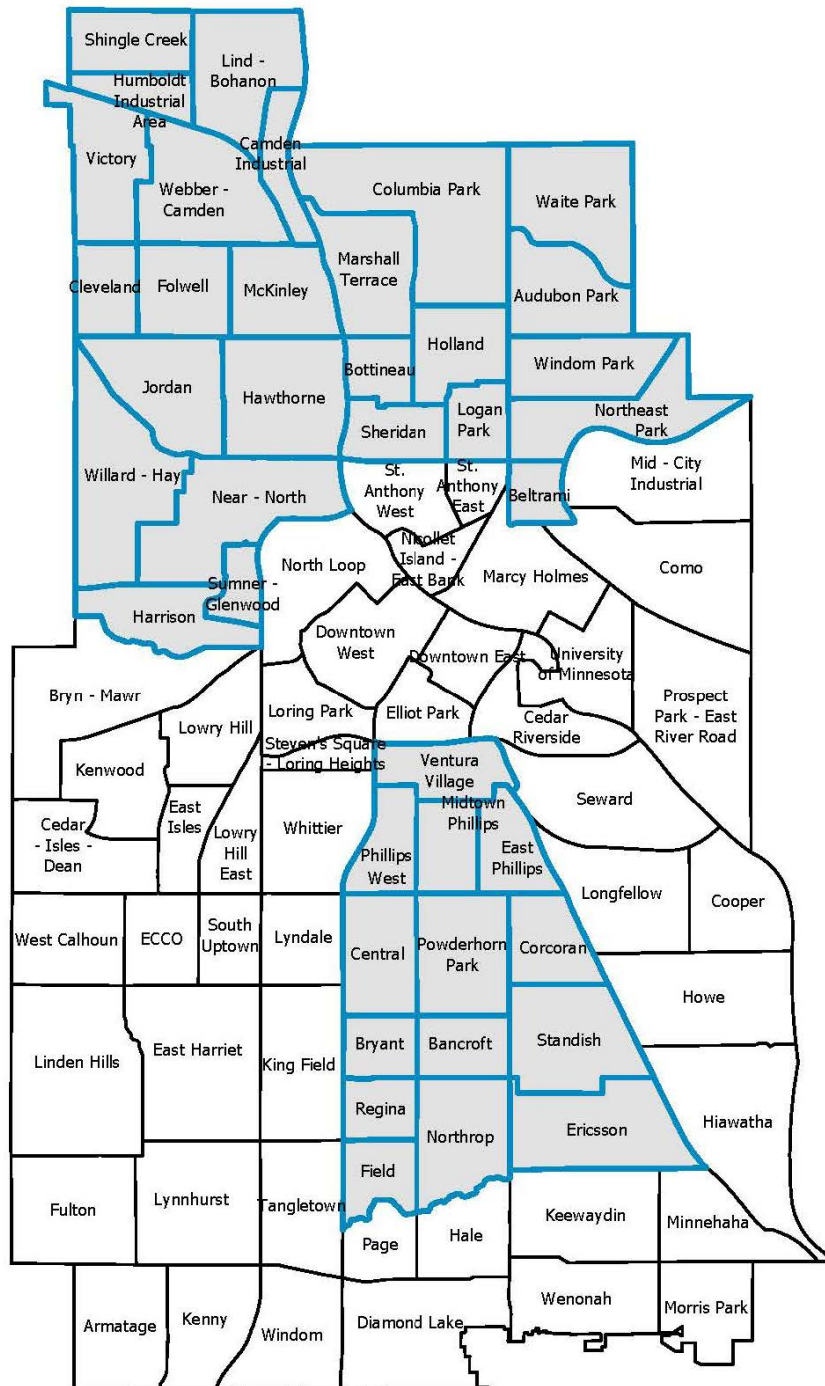 Shingle Creek
Lind -
Bohanon
Humboldt
Industrial
Area
Camden
Industrial
Victory
Webber -
Camden
Columbia Park
Waite Park
Marshall
Terrace
Cleveland
Folwell
McKinley
Audubon Park
Holland
Bottineau
Windom Park
Jordan
Hawthorne
Logan
Park
Northeast
Park
Sheridan
Willard - Hay
Near - North
St.
Anthony
West
St.
Anthony
East
Beltrami
Mid - City
Industrial
Nicollet
Island -
East Bank
North Loop
Marcy Holmes
Como
Sumner -
Glenwood
Harrison
Downtown
West
Downtown East
University
of Minnesota
Bryn - Mawr
Prospect
Park - East
River Road
Loring Park
Elliot Park
Cedar
Riverside
Lowry Hill
Steven's Square
- Loring Heights
Ventura
Village
Kenwood
Seward
East
Isles
Midtown
Phillips
Cedar
- Isles -
Dean
Lowry
Hill
East
Whittier
Phillips
West
East
Phillips
Longfellow
Cooper
West Calhoun
ECCO
South
Uptown
Lyndale
Central
Powderhorn
Park
Corcoran
Howe
Linden Hills
East Harriet
King Field
Bryant
Bancroft
Standish
Regina
Northrop
Ericsson
Hiawatha
Field
Fulton
Lynnhurst
Tangletown
Page
Hale
Keewaydin
Minnehaha
Armatage
Kenny
Windom
Diamond Lake
Wenonah
Morris Park